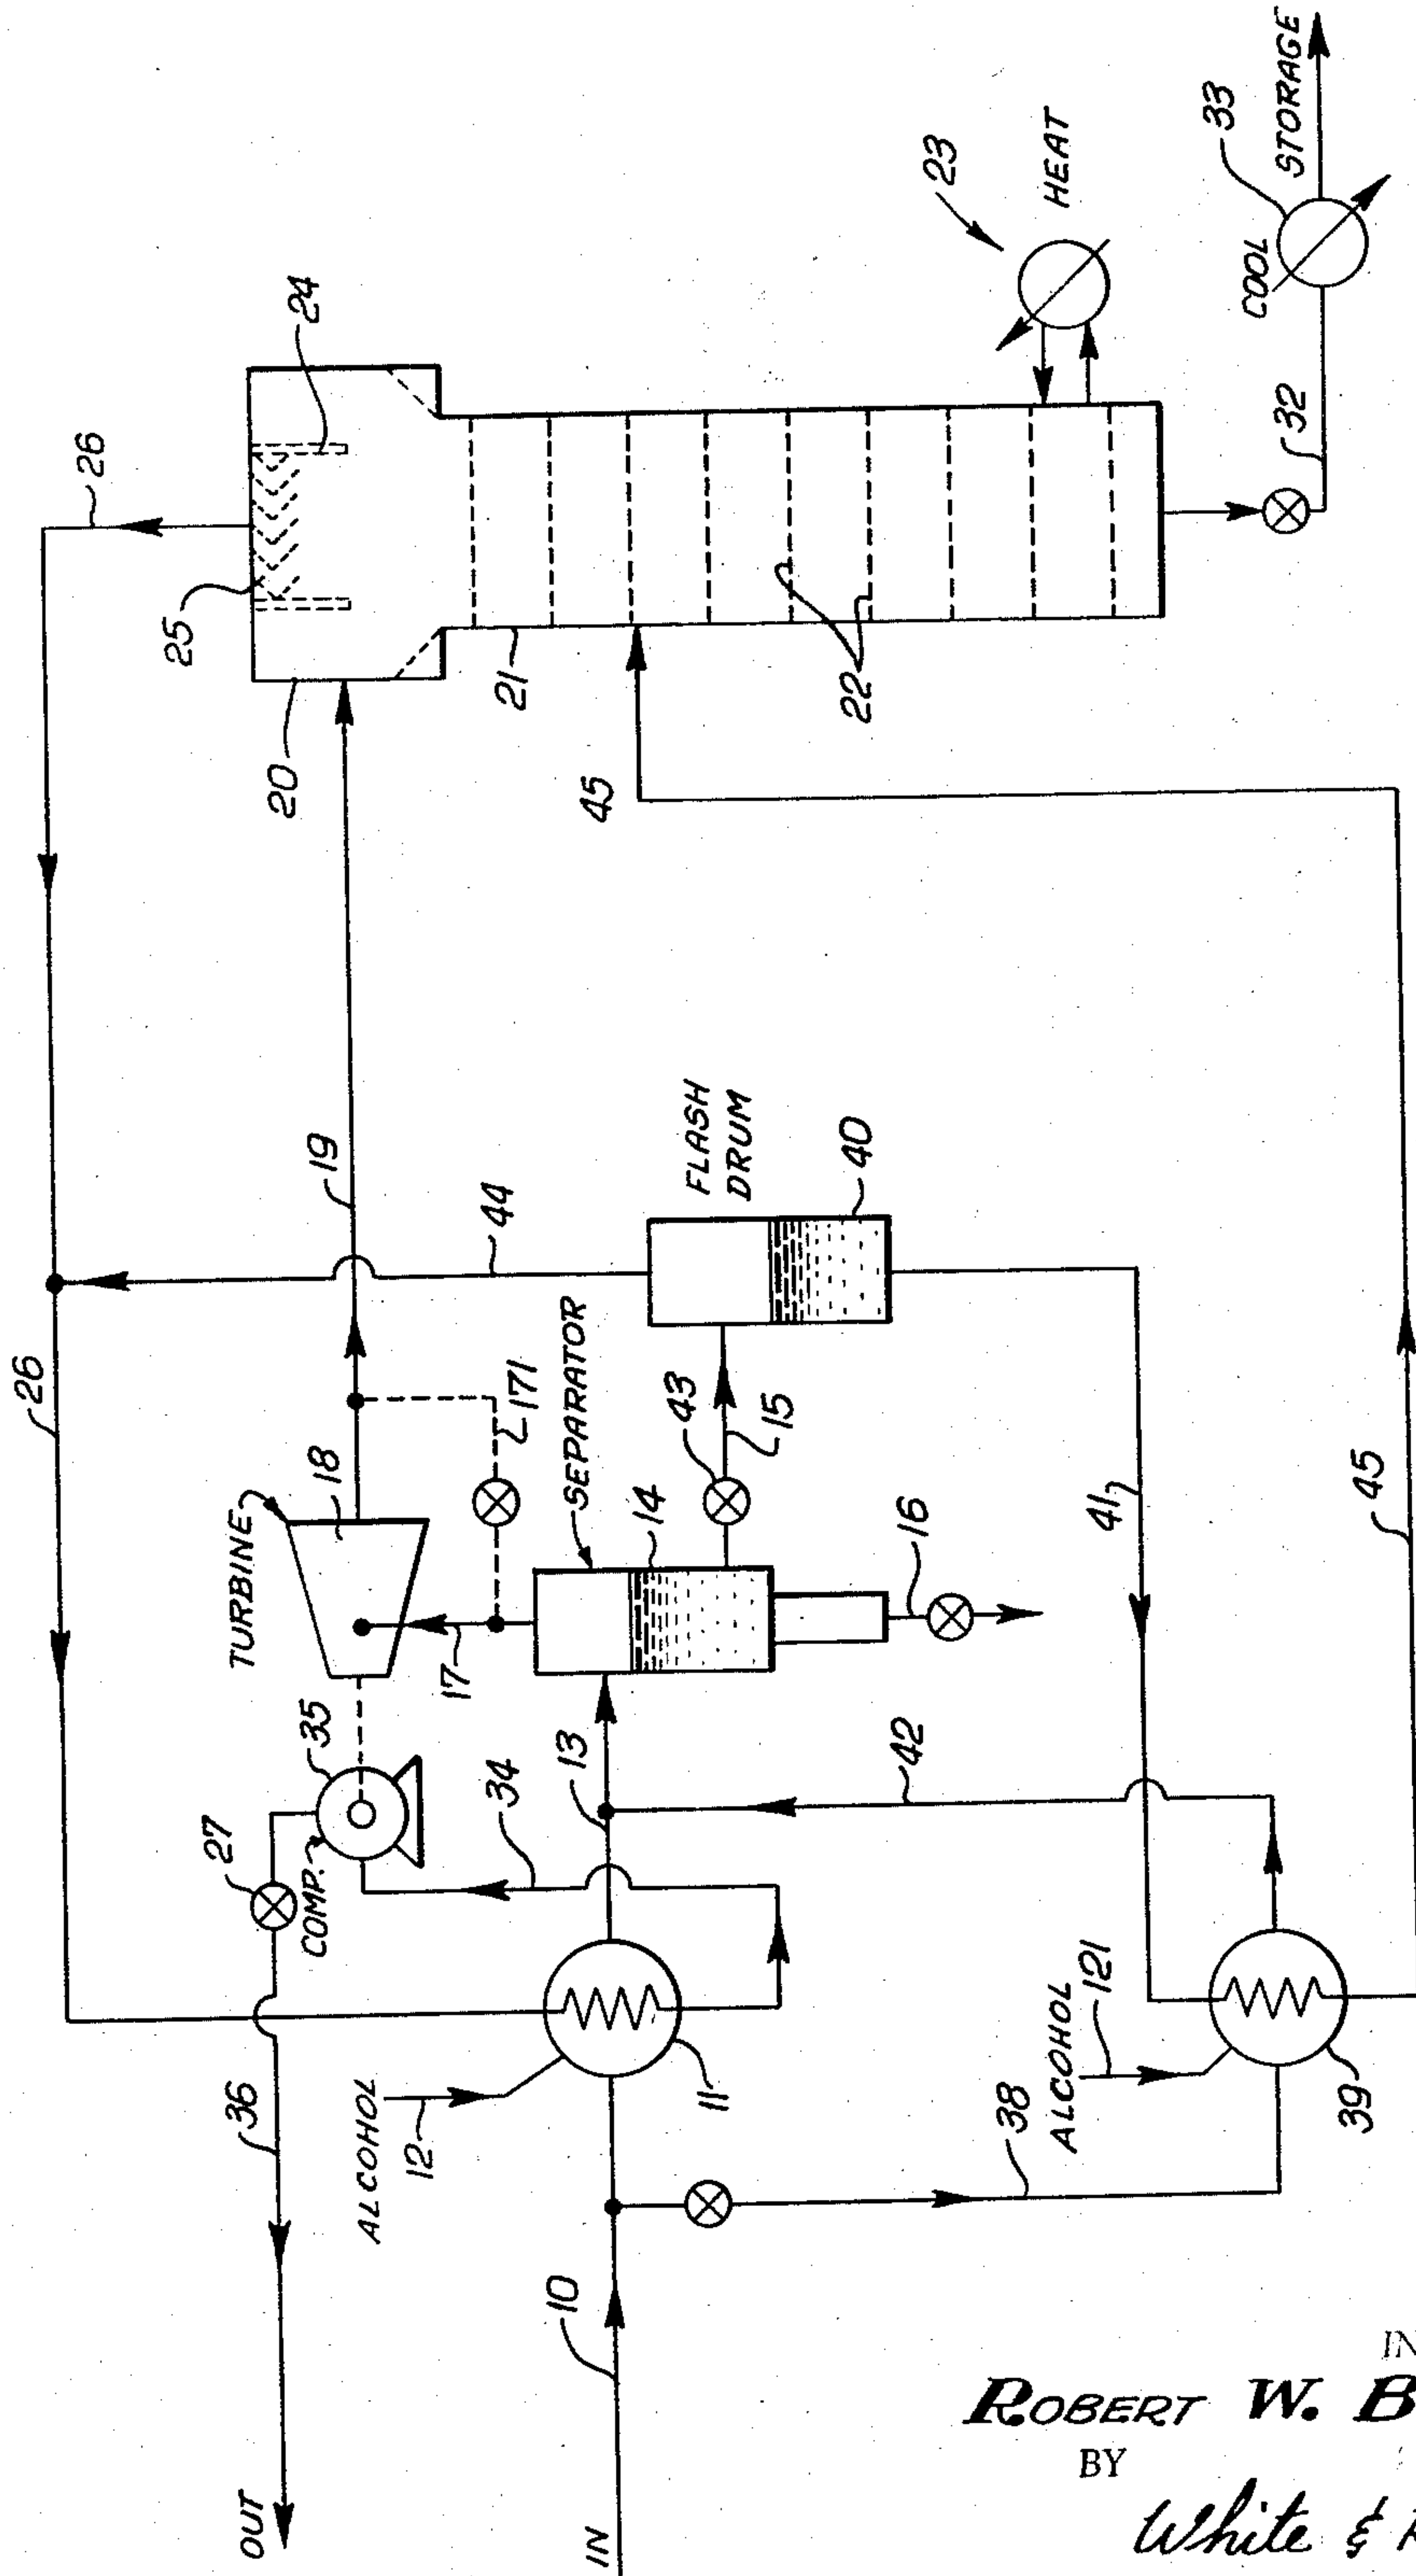 26
25
24
20
21
22
23
HEAT
COOL
33
STORAGE
32
45
19
26
44
FLASH
DRUM
40
TURBINE
18
171
SEPARATOR
43
15
14
16
17
41
45
35
27
COMP.
34
13
42
36
ALCOHOL
12
11
ALCOHOL
121
39
38
10
OUT
IN
ROBERT W.
BY
White &